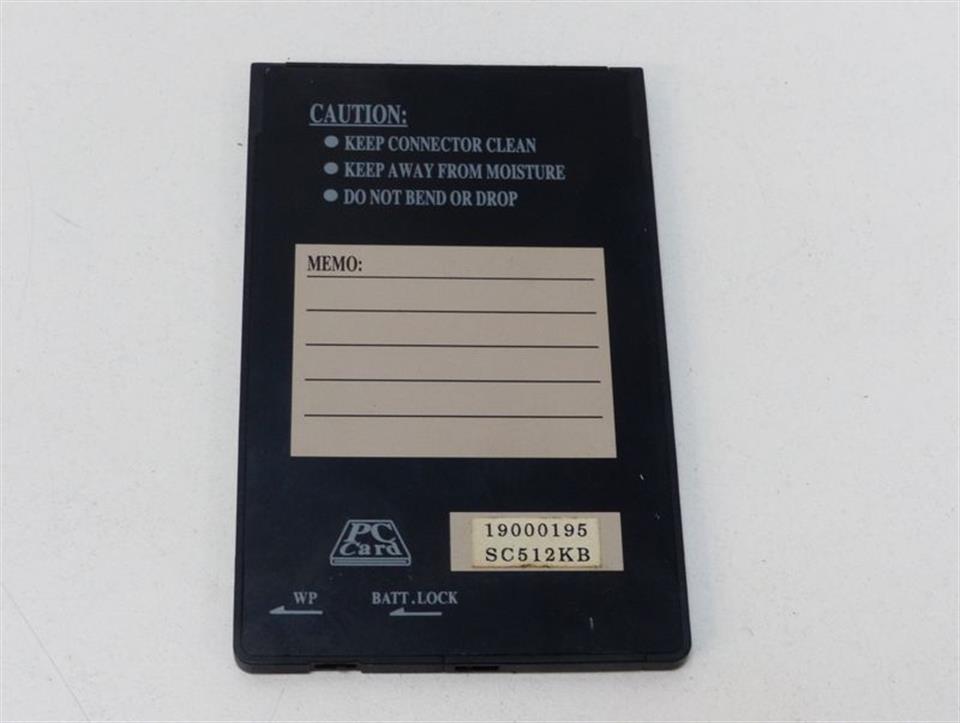 CAUTION:
● KEEP CONNECTOR CLEAN
● KEEP AWAY FROM MOISTURE
● DO NOT BEND OR DROP
MEMO:
PC
Card
19000195
SC512KB
WP
BATT.LOCK